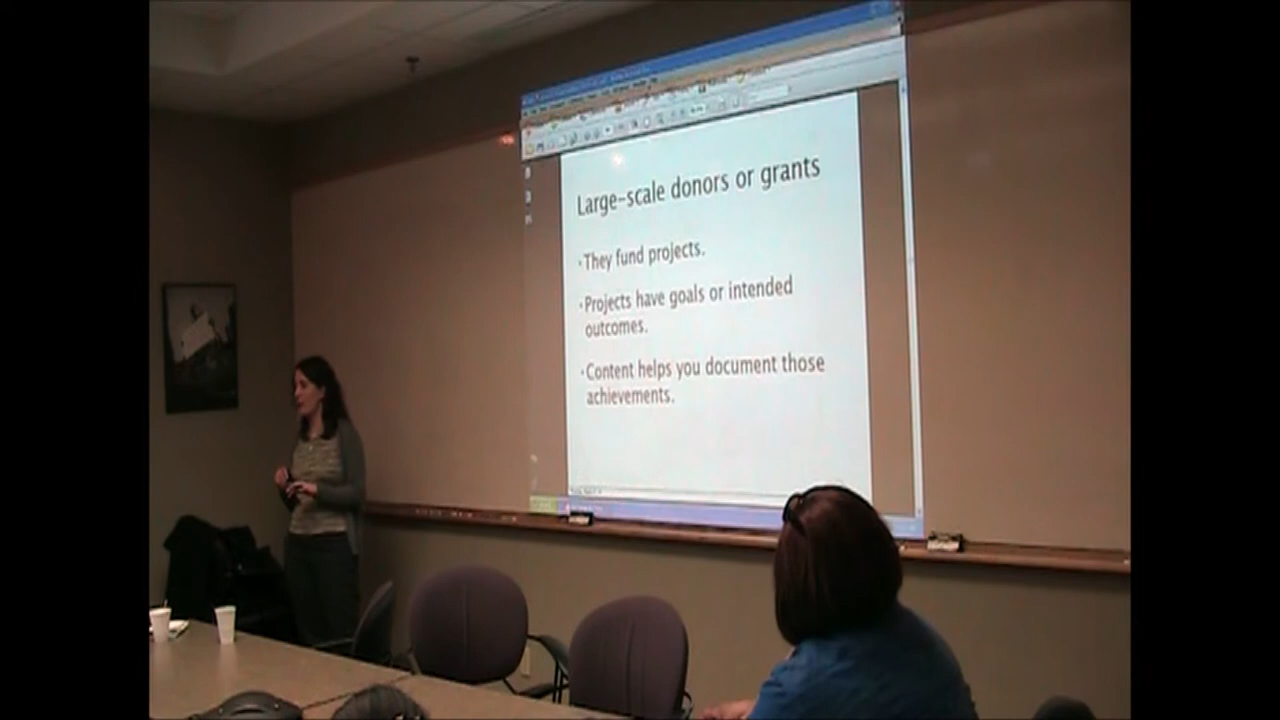 Large-scale donors or grants
·They fund projects.
·Projects have goals or intended
outcomes.
·Content helps you document those
achievements.